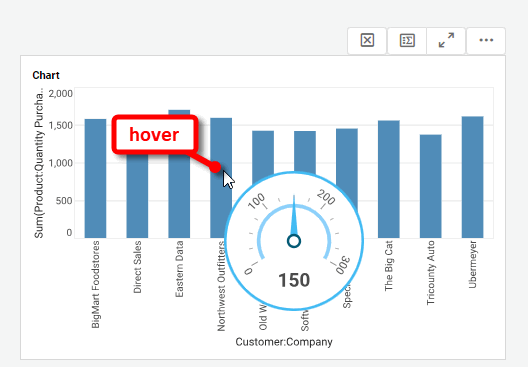 Chart
Sum(Product:Quantity Purcha..
2,000
1,500
1,000
500
0
hover
BigMart Foodstores
Direct Sales
Eastern Data
Northwest Outfitters
Old W
Softw
Spec
The Big Cat
Tricounty Auto
Ubermeyer
0
100
200
300
150
Customer:Company